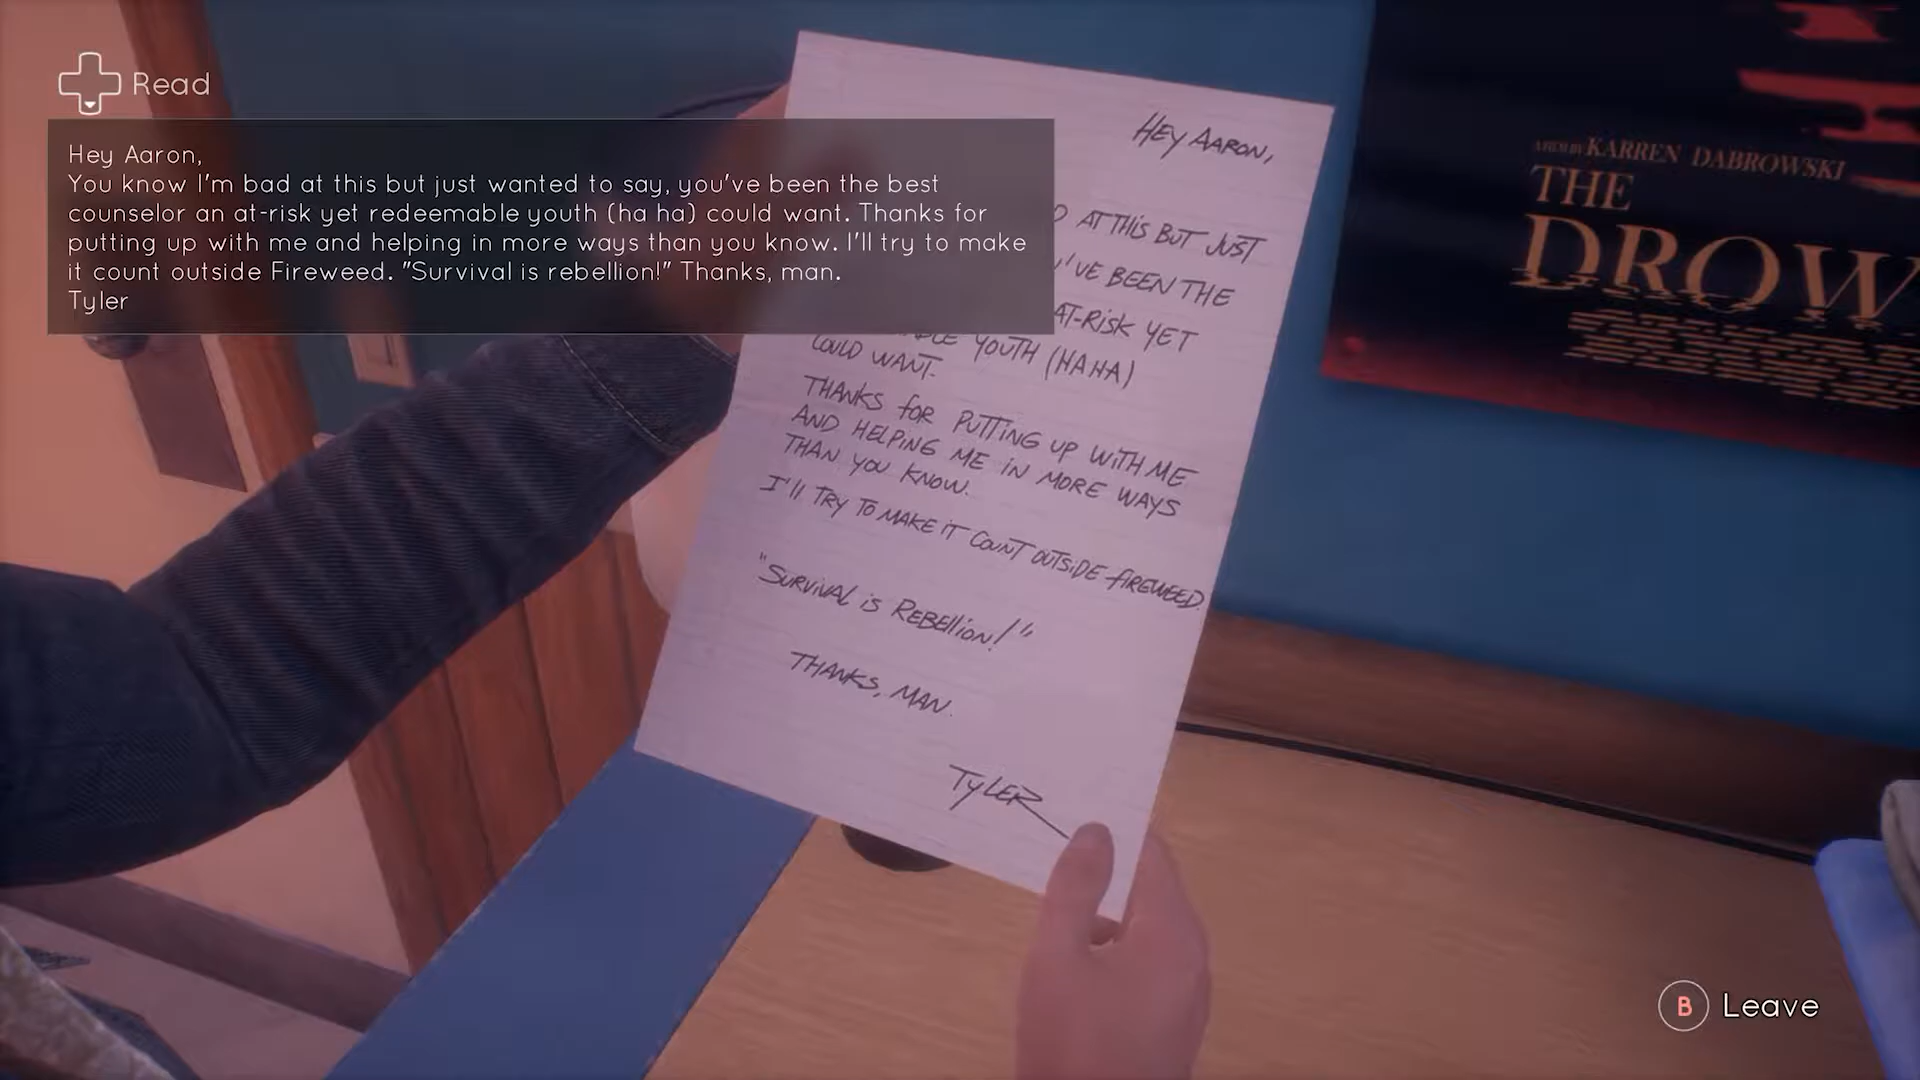 Read
Hey Aaron,
You know I'm bad at this but just wanted to say, you've been the best
counselor an at-risk yet redeemable youth (ha ha) could want. Thanks for
putting up with me and helping in more ways than you know. I'll try to make
it count outside Fireweed. "Survival is rebellion!" Thanks, man.
Tyler
HEY AARON,
AT THIS BUT JUST
'VE BEEN THE
AT-RISK YET
YOUTH (HA HA)
COULD WANT.
THANKS FOR PUTTING UP WITH ME
AND HELPING ME IN MORE WAYS
THAN YOU KNOW.
I'll TRY TO MAKE IT COUNT OUTSIDE FIREWEED.
"SURVIVAL iS REBEllION!"
THANKS, MAN.
TYLER
A FILM BY KARREN DABROWSKI
THE
DROW
B Leave